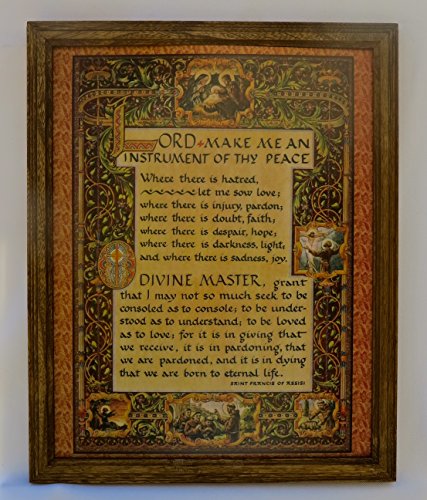 LORD + MAKE ME AN
INSTRUMENT OF THY PEACE
Where there is hatred,
let me sow love;
where there is injury, pardon;
where there is doubt, faith;
where there is despair, hope;
where there is darkness, light,
and where there is sadness, joy.
DIVINE MASTER, grant
that I may not so much seek to be
consoled as to console; to be under-
stood as to understand; to be loved
as to love; for it is in giving that
we receive, it is in pardoning, that
we are pardoned, and it is in dying
that we are born to eternal life.
SAINT FRANCIS OF ASSISI